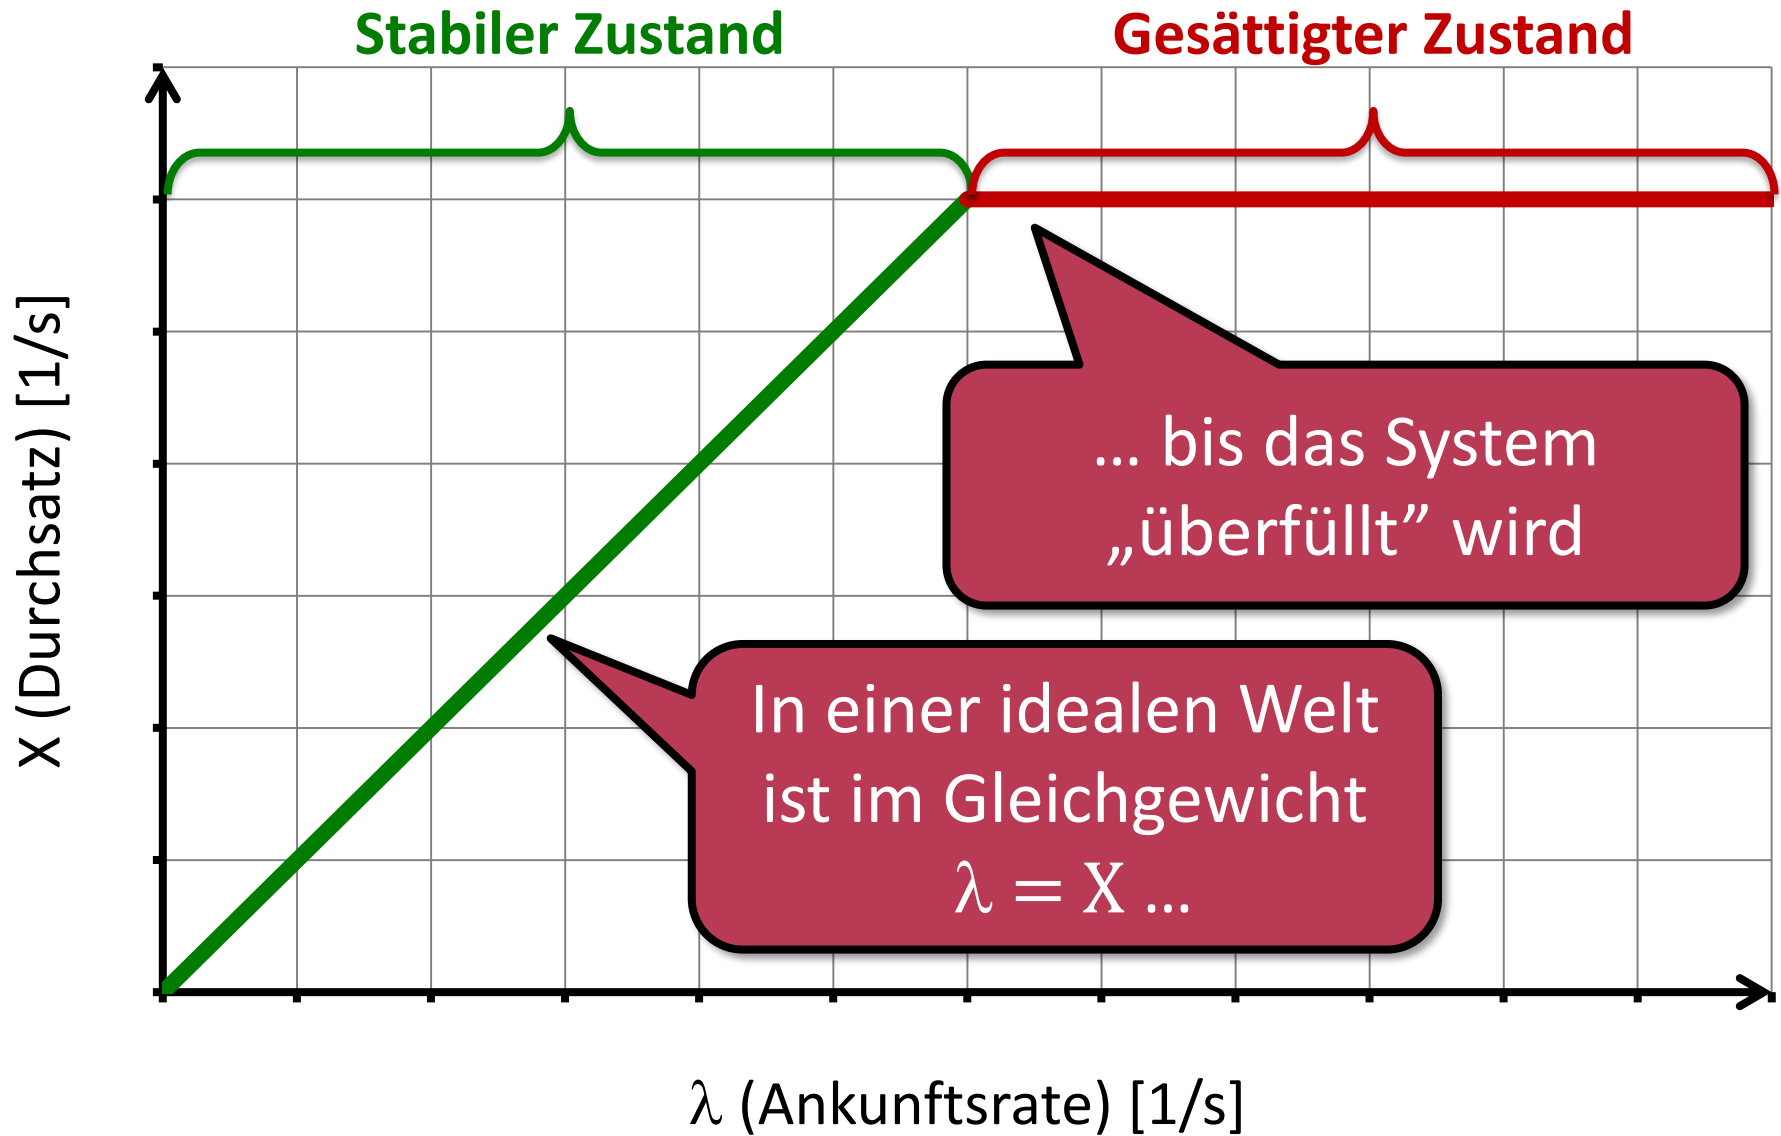 Stabiler Zustand
Gesättigter Zustand
X (Durchsatz) [1/s]
… bis das System
„überfüllt” wird
In einer idealen Welt
ist im Gleichgewicht
λ = X …
λ (Ankunftsrate) [1/s]